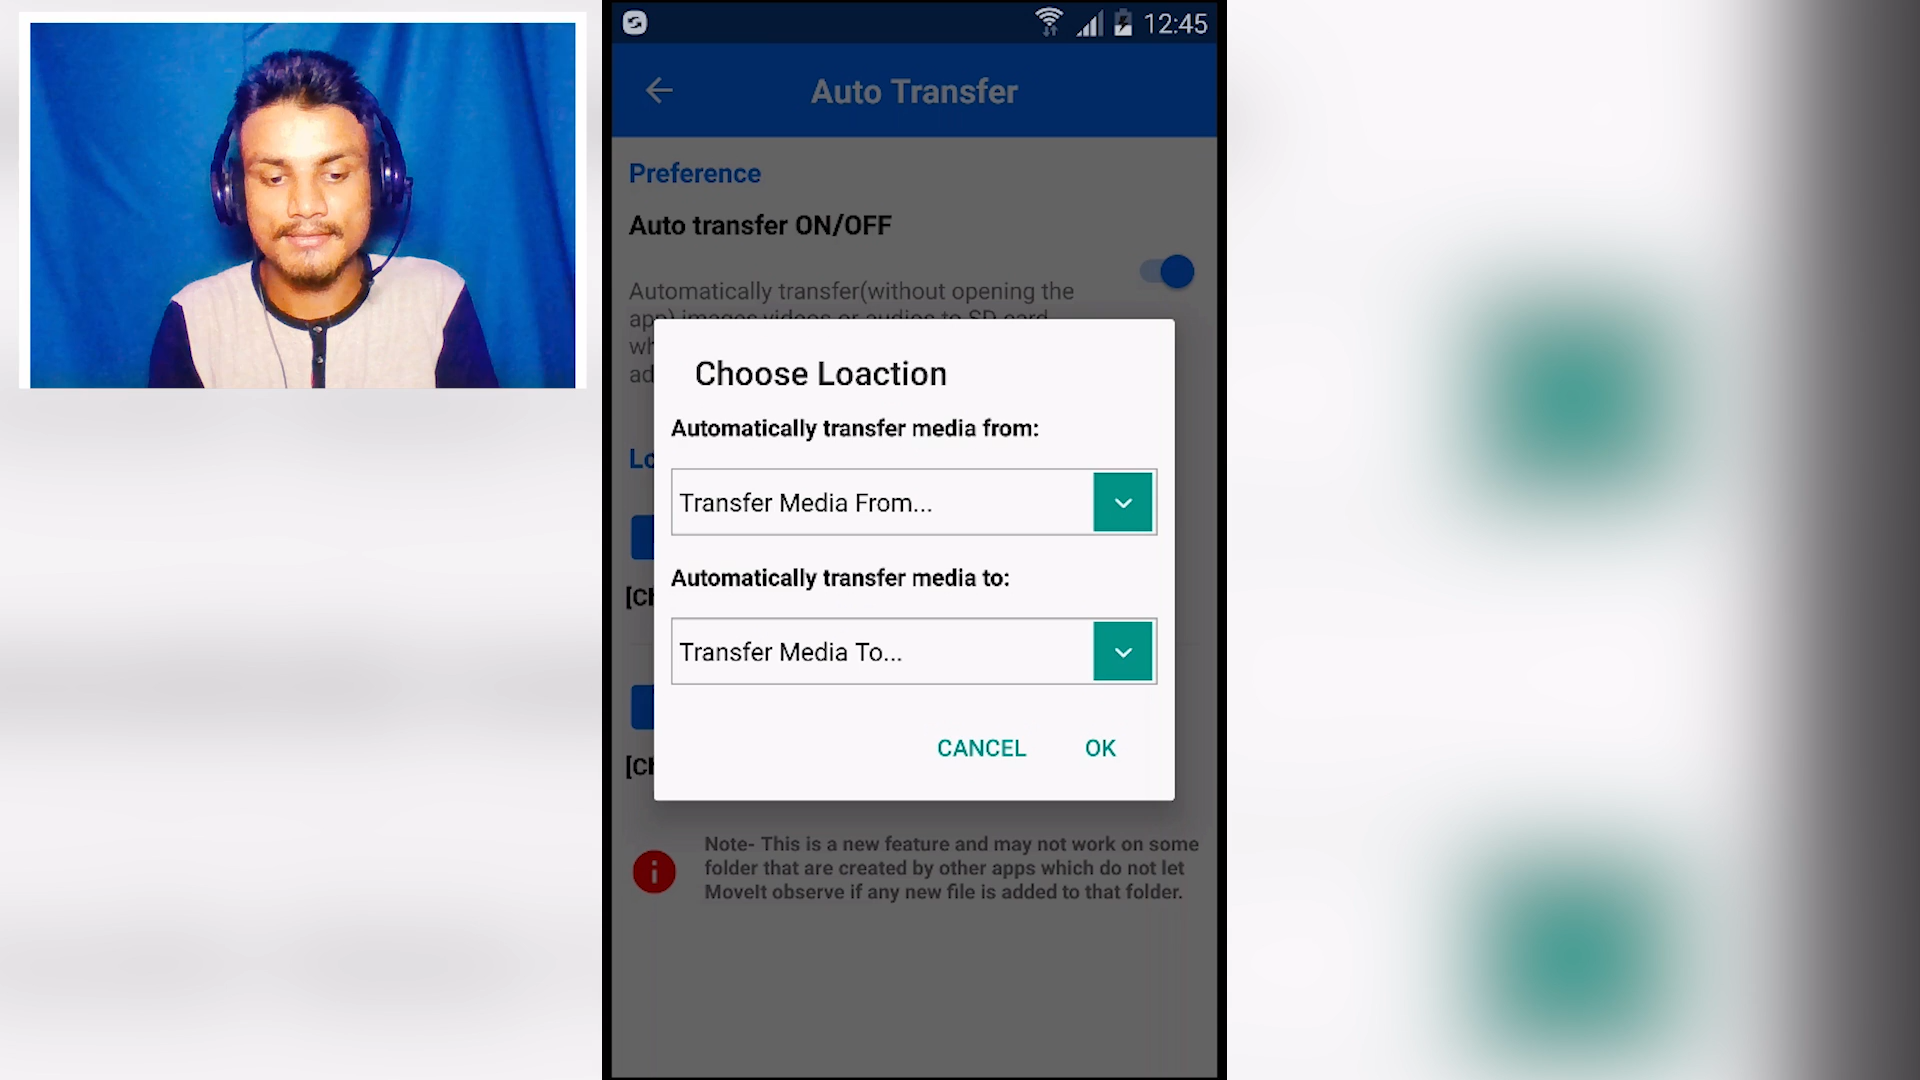 12:45
Auto Transfer
Preference
Auto transfer ON/OFF
Automatically transfer(without opening the
app) images videos or audios to SD card
Choose Loaction
Automatically transfer media from:
Transfer Media From...
Automatically transfer media to:
Transfer Media To...
CANCEL OK
Note- This is a new feature and may not work on some
folder that are created by other apps which do not let
MoveIt observe if any new file is added to that folder.